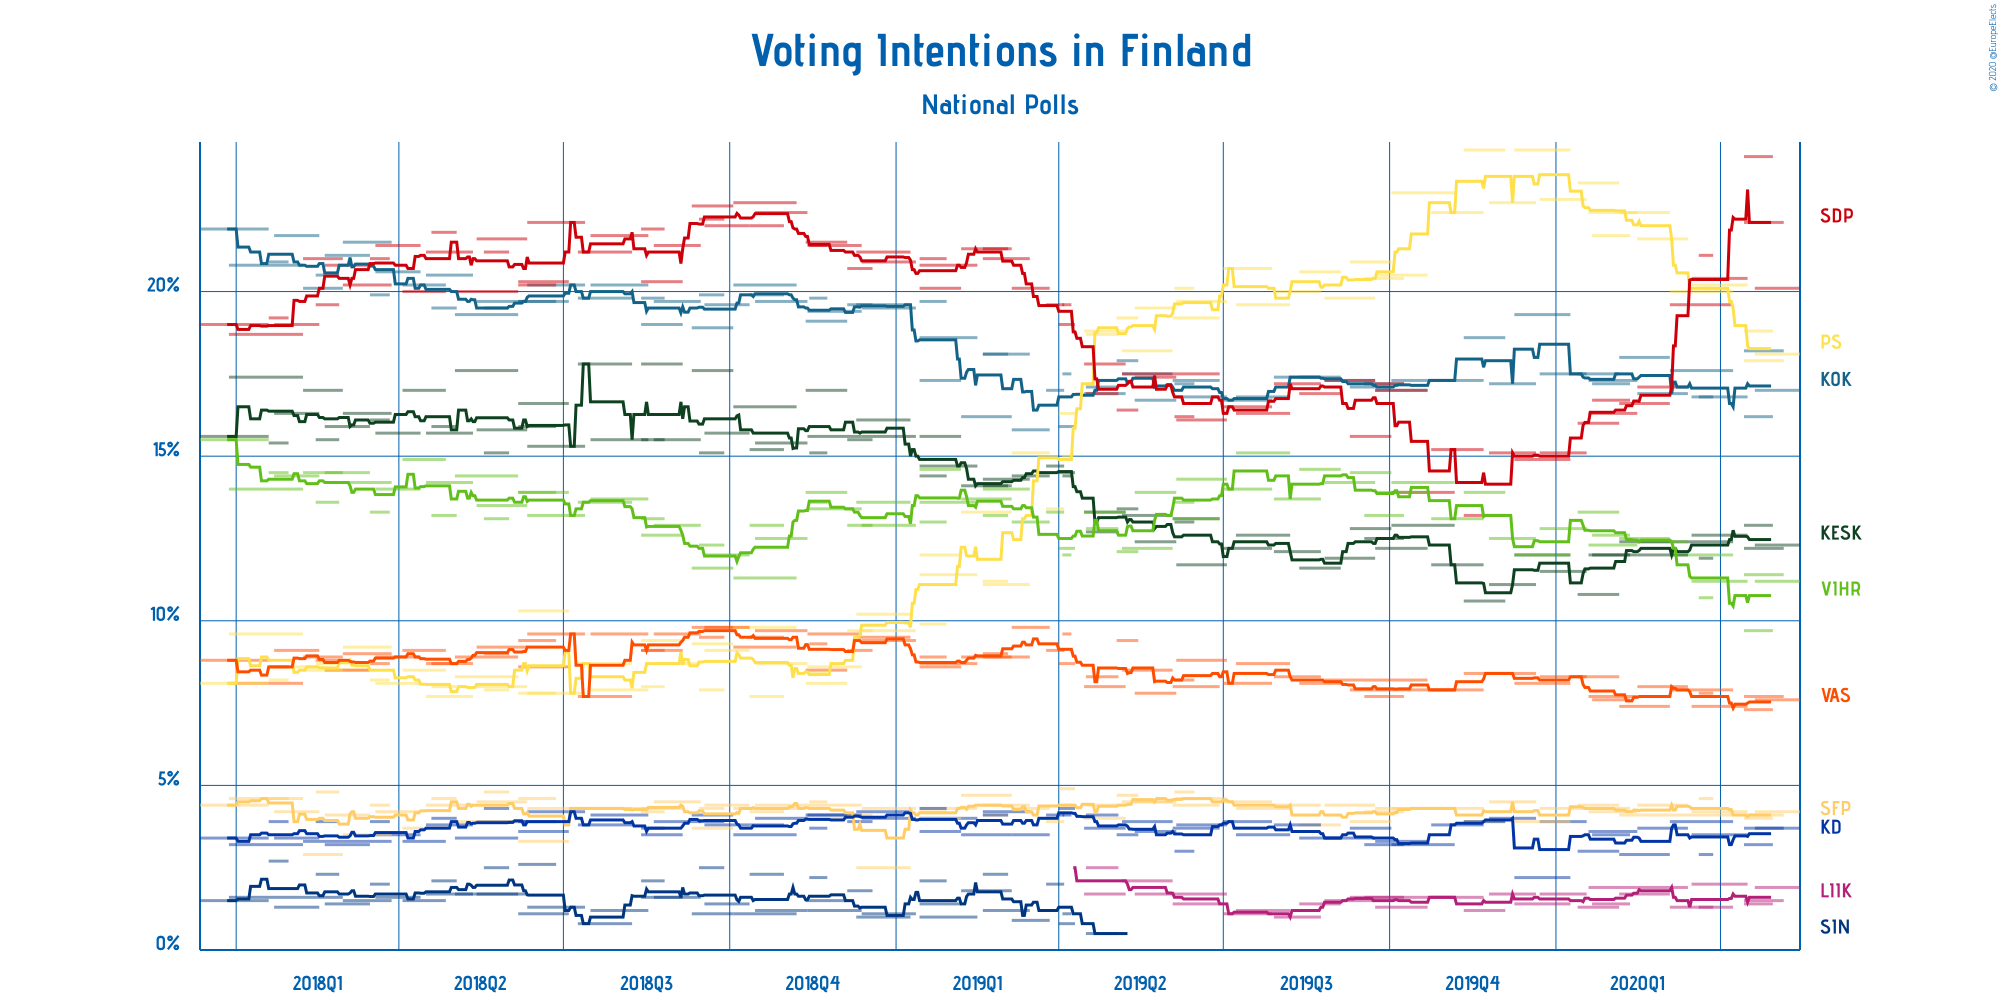 © 2020 @EuropeElects
Voting Intentions in Finland
National Polls
20%
15%
10%
5%
0%
SDP
PS
KOK
KESK
VIHR
VAS
SFP
KD
LIIK
SIN
2018Q1 2018Q2 2018Q3 2018Q4 2019Q1 2019Q2 2019Q3 2019Q4 2020Q1